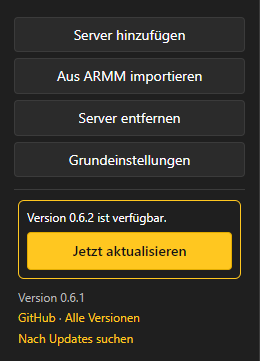 Server hinzufügen
Aus ARMM importieren
Server entfernen
Grundeinstellungen
Version 0.6.2 ist verfügbar.
Jetzt aktualisieren
Version 0.6.1
GitHub · Alle Versionen
Nach Updates suchen